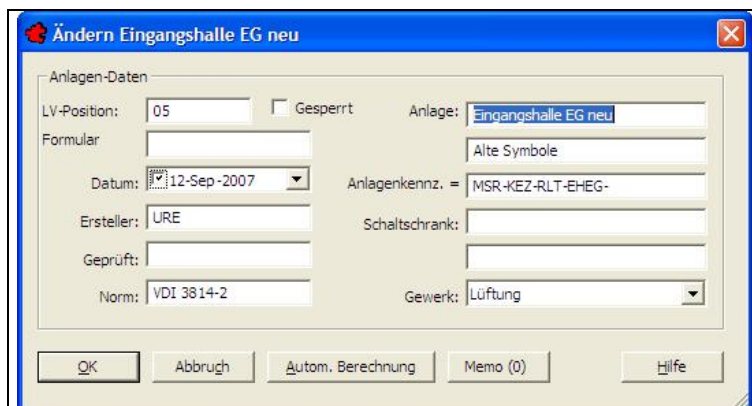 Ändern Eingangshalle EG neu
Anlagen-Daten
LV-Position: 05 Gesperrt Anlage: Eingangshalle EG neu
Formular Alte Symbole
Datum: 12-Sep-2007 Anlagenkennz. = MSR-KEZ-RLT-EHEG-
Ersteller: URE Schaltschrank:
Geprüft:
Norm: VDI 3814-2 Gewerk: Lüftung
OK Abbruch Autom. Berechnung Memo (0) Hilfe